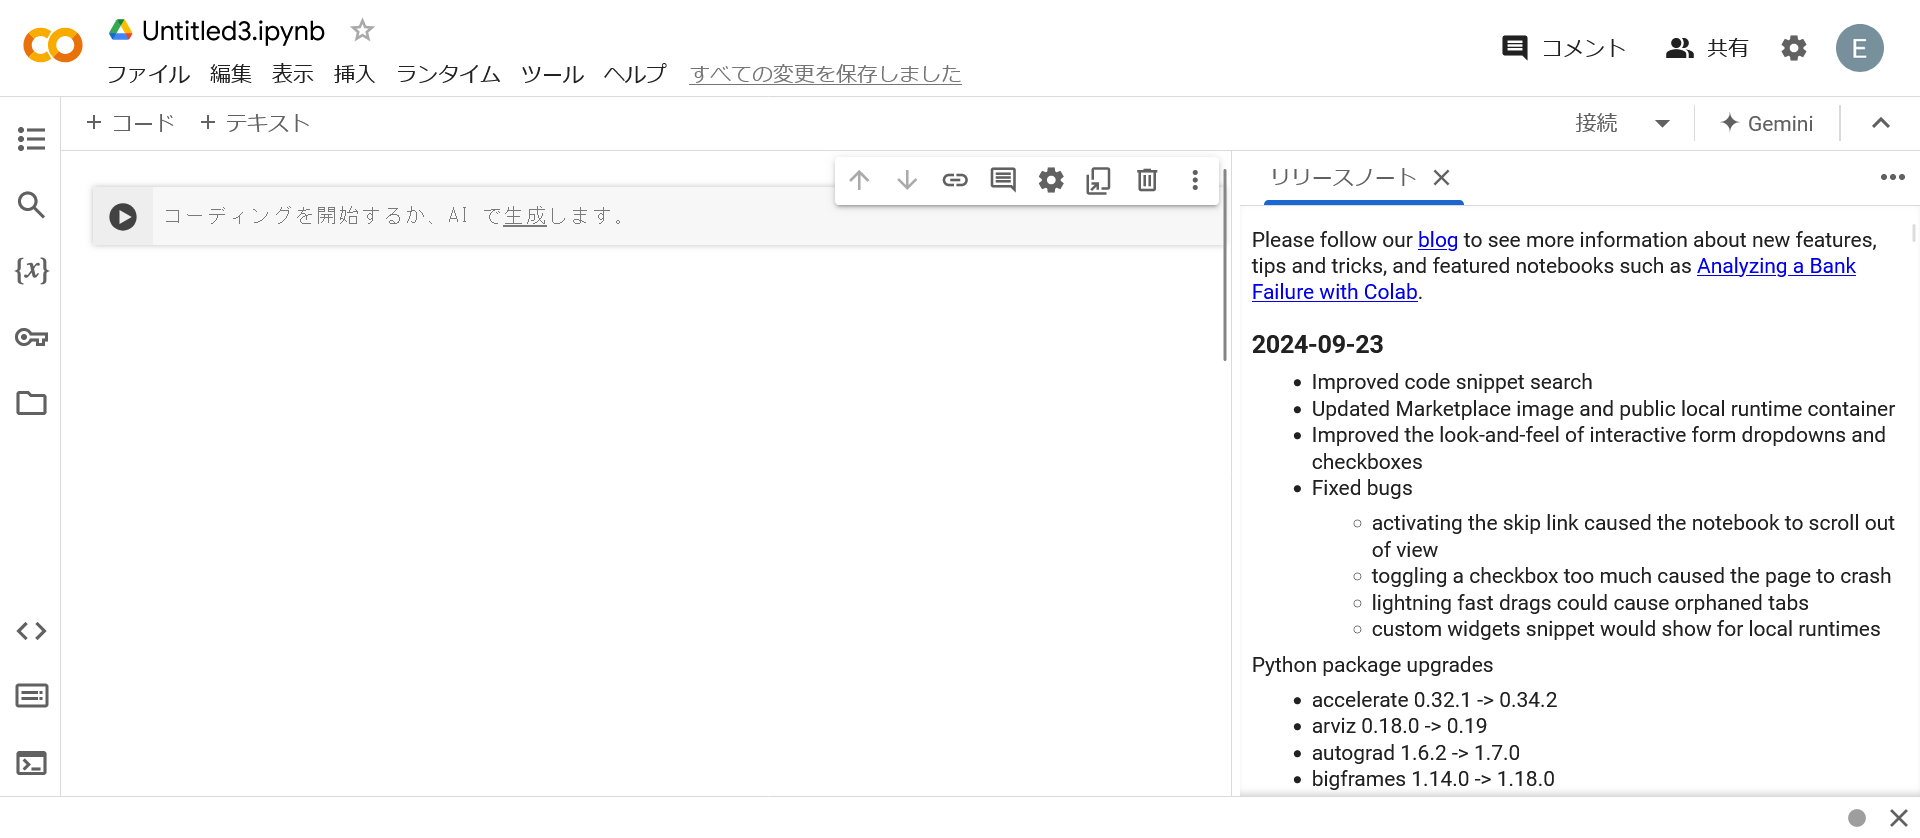 Untitled3.ipynb
ファイル 編集 表示 挿入 ランタイム ツール ヘルプ すべての変更を保存しました
コメント 共有 E
+ コード + テキスト
接続 Gemini
コーディングを開始するか、AI で生成します。
リリースノート
Please follow our blog to see more information about new features,
tips and tricks, and featured notebooks such as Analyzing a Bank
Failure with Colab.
2024-09-23
• Improved code snippet search
• Updated Marketplace image and public local runtime container
• Improved the look-and-feel of interactive form dropdowns and
checkboxes
• Fixed bugs
◦ activating the skip link caused the notebook to scroll out
of view
◦ toggling a checkbox too much caused the page to crash
◦ lightning fast drags could cause orphaned tabs
◦ custom widgets snippet would show for local runtimes
Python package upgrades
• accelerate 0.32.1 -> 0.34.2
• arviz 0.18.0 -> 0.19
• autograd 1.6.2 -> 1.7.0
• bigframes 1.14.0 -> 1.18.0